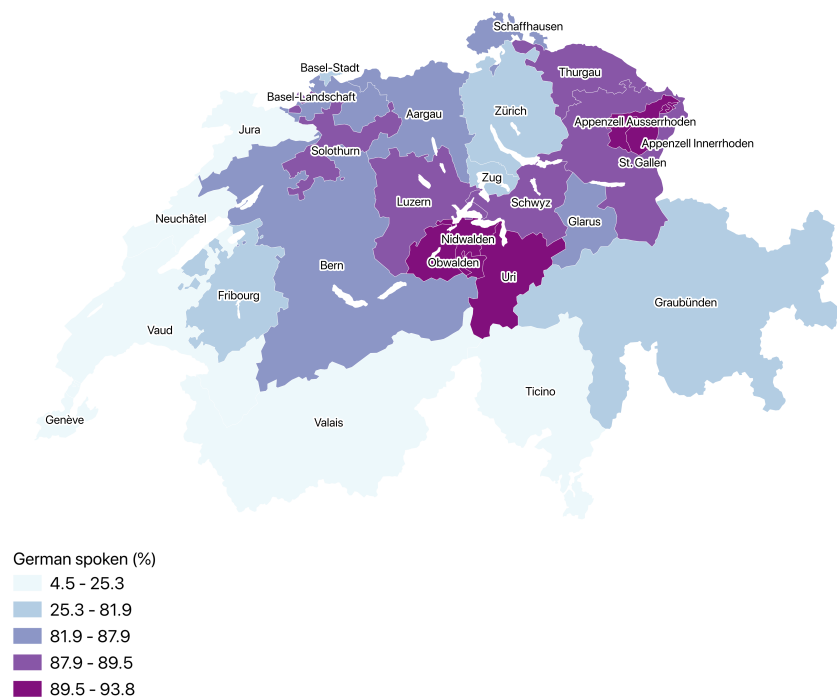 Schaffhausen
Basel-Stadt
Thurgau
Basel-Landschaft
Aargau
Zürich
Jura
Appenzell Ausserrhoden
Appenzell Innerrhoden
Solothurn
St. Gallen
Zug
Luzern
Schwyz
Neuchâtel
Glarus
Nidwalden
Bern
Obwalden
Uri
Fribourg
Graubünden
Vaud
Ticino
Genève
Valais
German spoken (%)
4.5 - 25.3
25.3 - 81.9
81.9 - 87.9
87.9 - 89.5
89.5 - 93.8